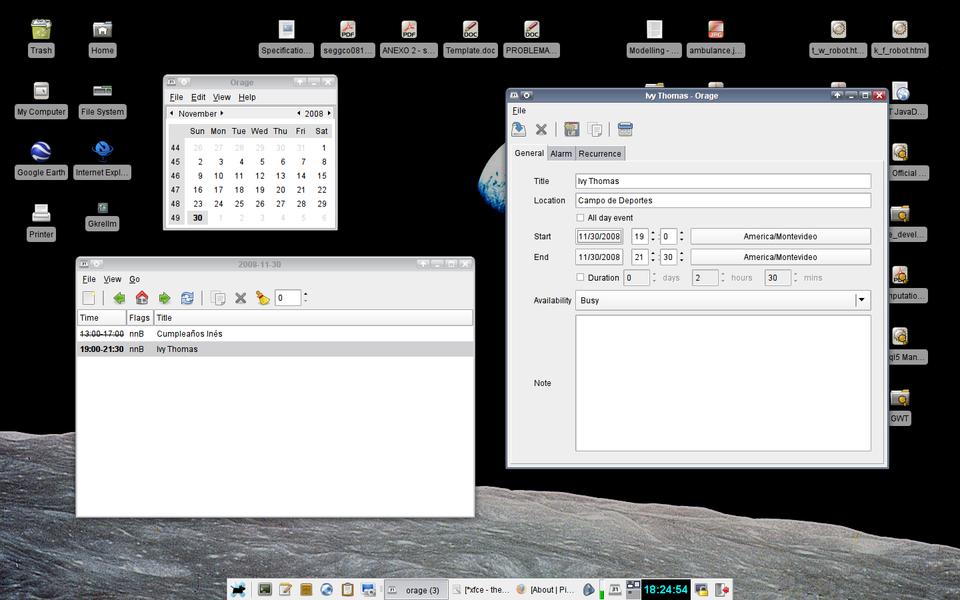 Trash
Home
Specificatio...
seggco081...
ANEXO 2 - s...
Template.doc
PROBLEMA...
Modelling - ...
ambulance.j...
t_w_robot.ht...
k_f_robot.html
My Computer
File System
Google Earth
Internet Expl...
Printer
Gkrellm
Orage
File Edit View Help
November 2008
Sun Mon Tue Wed Thu Fri Sat
44 26 27 28 29 30 31 1
45 2 3 4 5 6 7 8
46 9 10 11 12 13 14 15
47 16 17 18 19 20 21 22
48 23 24 25 26 27 28 29
49 30 1 2 3 4 5 6
2008-11-30
File View Go
0
Time Flags Title
13:00-17:00 nnB Cumpleaños Inés
19:00-21:30 nnB Ivy Thomas
Ivy Thomas - Orage
File
General Alarm Recurrence
Title Ivy Thomas
Location Campo de Deportes
All day event
Start 11/30/2008 19 : 0 America/Montevideo
End 11/30/2008 21 : 30 America/Montevideo
Duration 0 days 2 hours 30 mins
Availability Busy
Note
T JavaD...
Official ...
e_devel...
mputatio...
ql5 Man...
GWT
orage (3)
[*xfce - the...
[About | Pi...
18:24:54